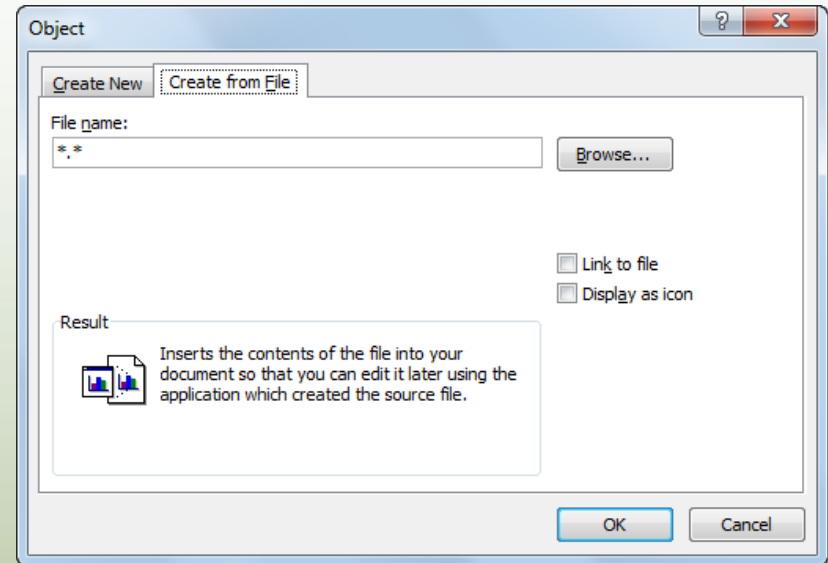 Object
Create New
Create from File
File name:
*.*
Browse...
Link to file
Display as icon
Result
Inserts the contents of the file into your
document so that you can edit it later using the
application which created the source file.
OK
Cancel